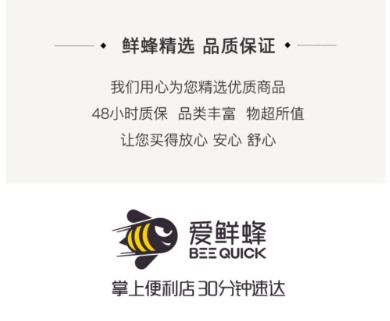 鲜蜂精选 品质保证
我们用心为您精选优质商品
48小时质保 品类丰富 物超所值
让您买得放心 安心 舒心
爱鲜蜂
BEEQUICK
掌上便利店 30分钟速达